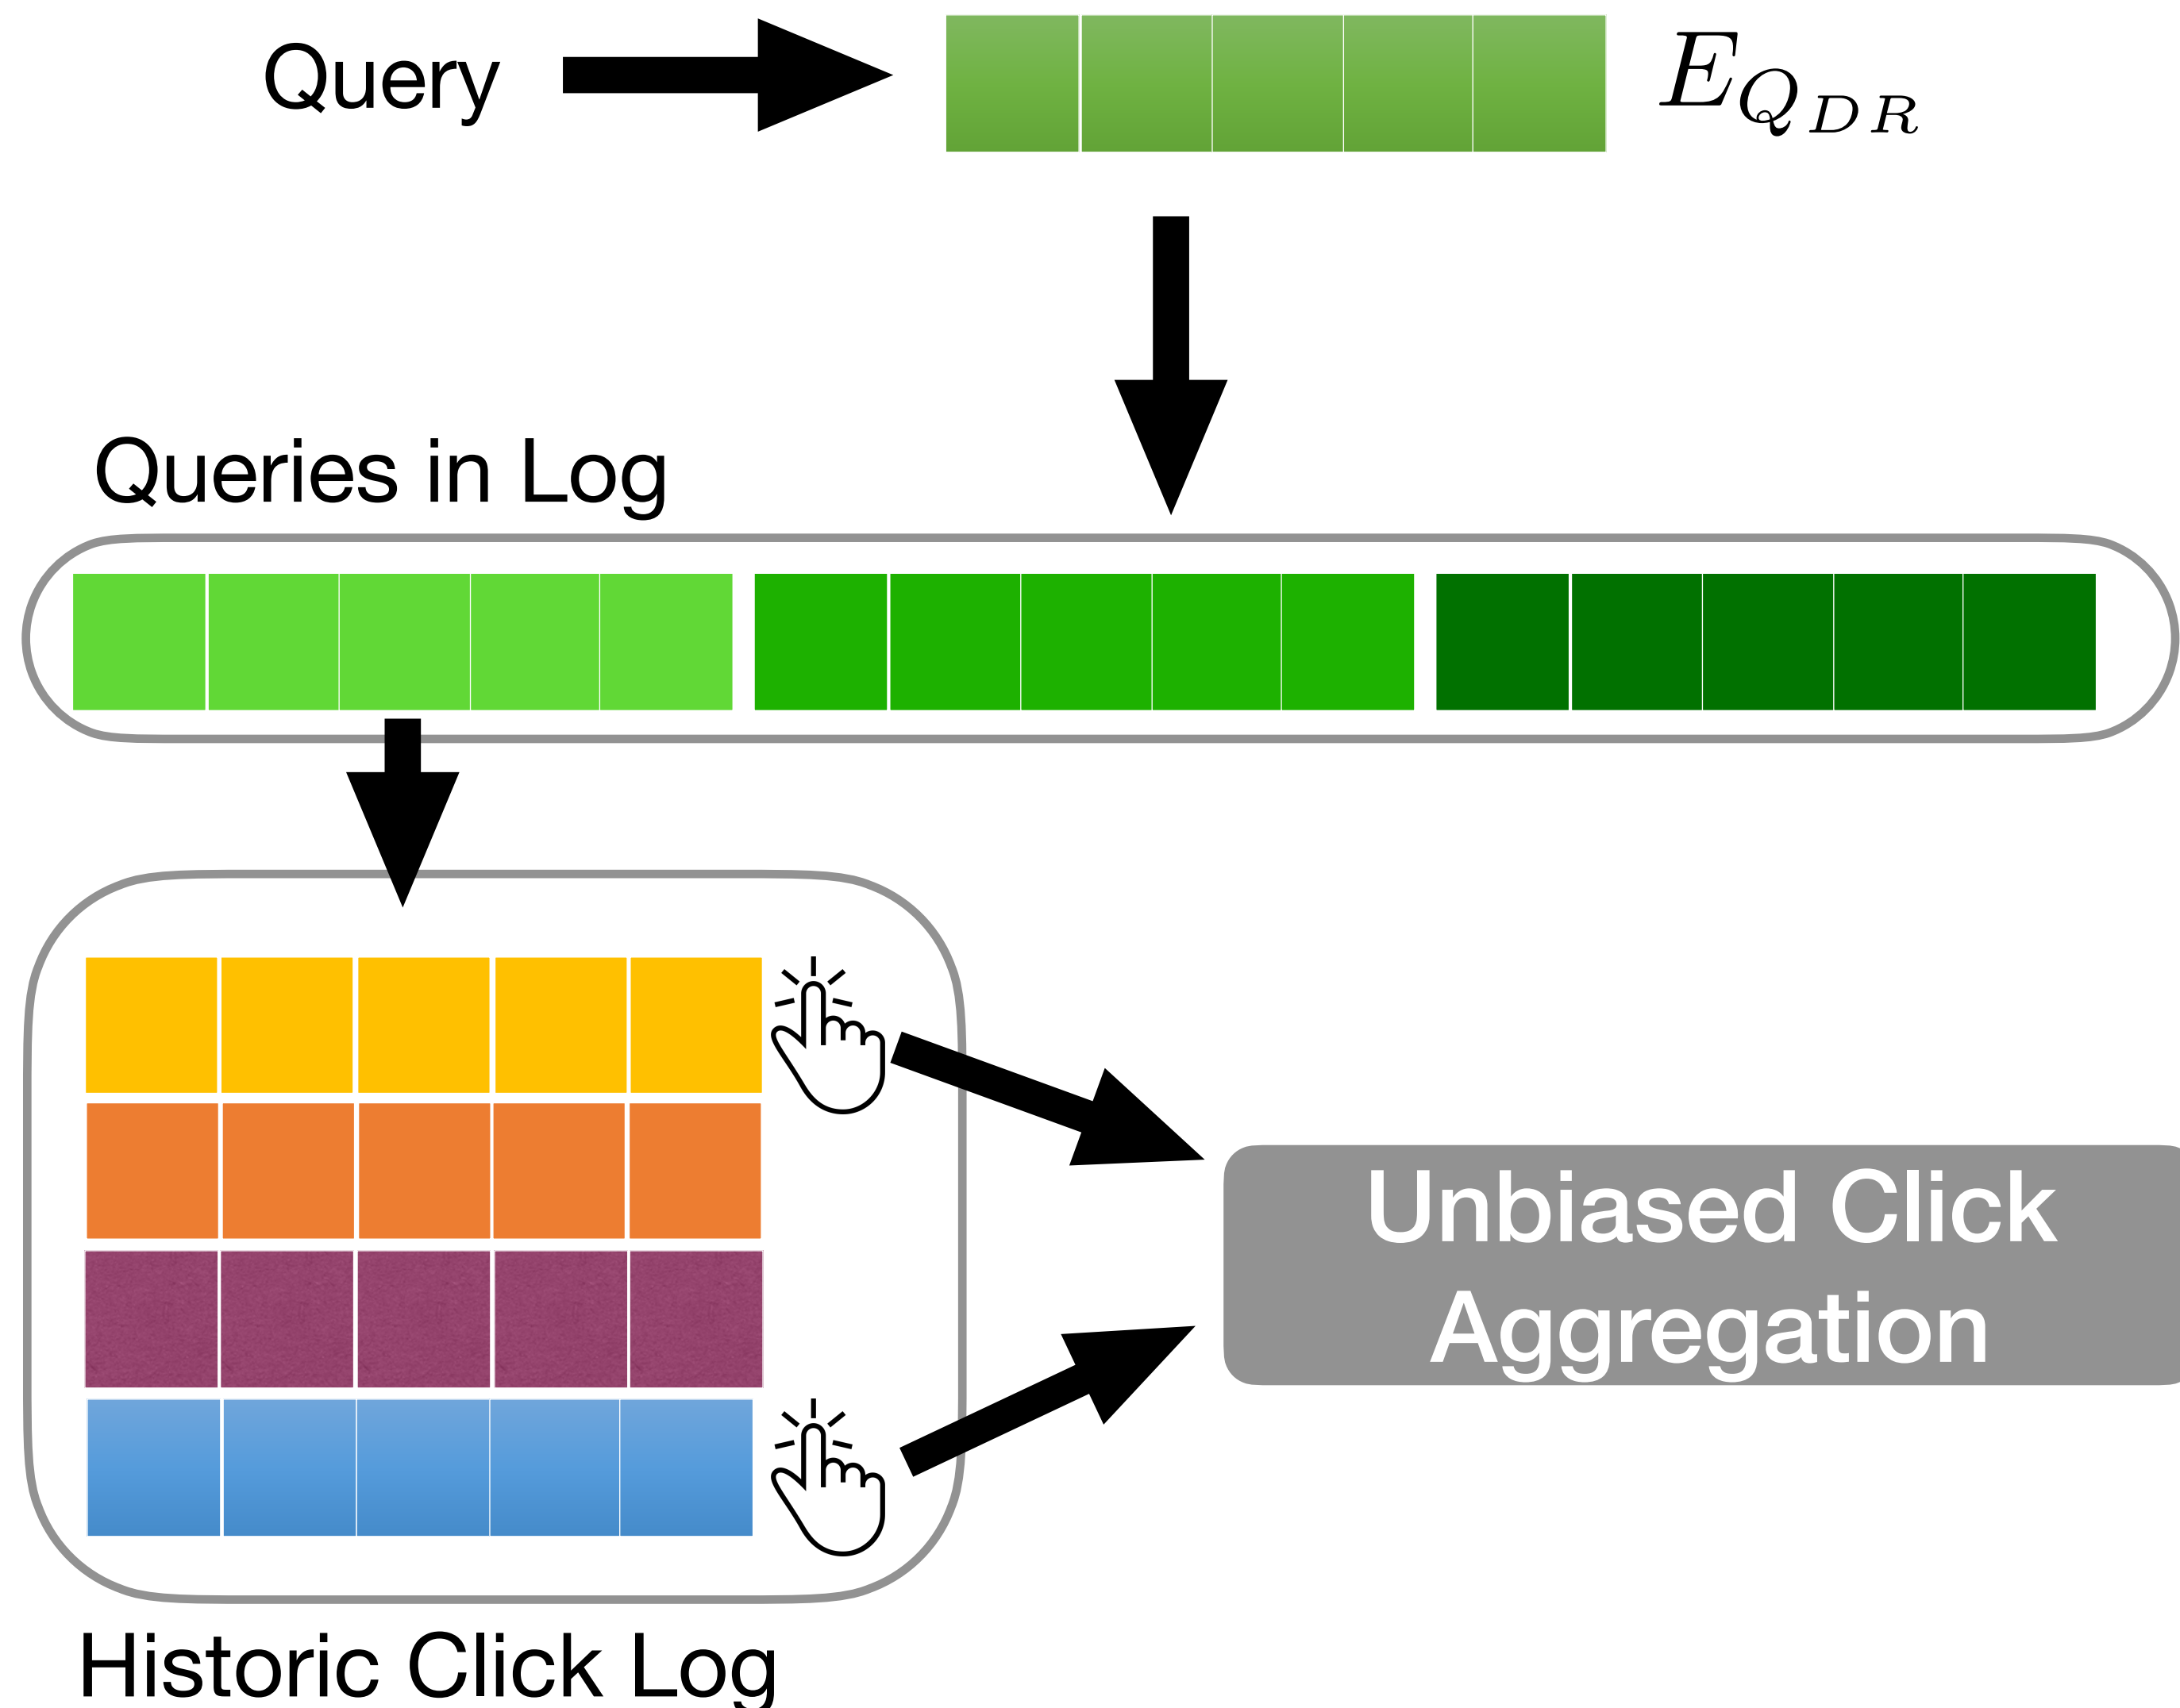 Query
E_{Q_{DR}}
Queries in Log
Unbiased Click
Aggregation
Historic Click Log